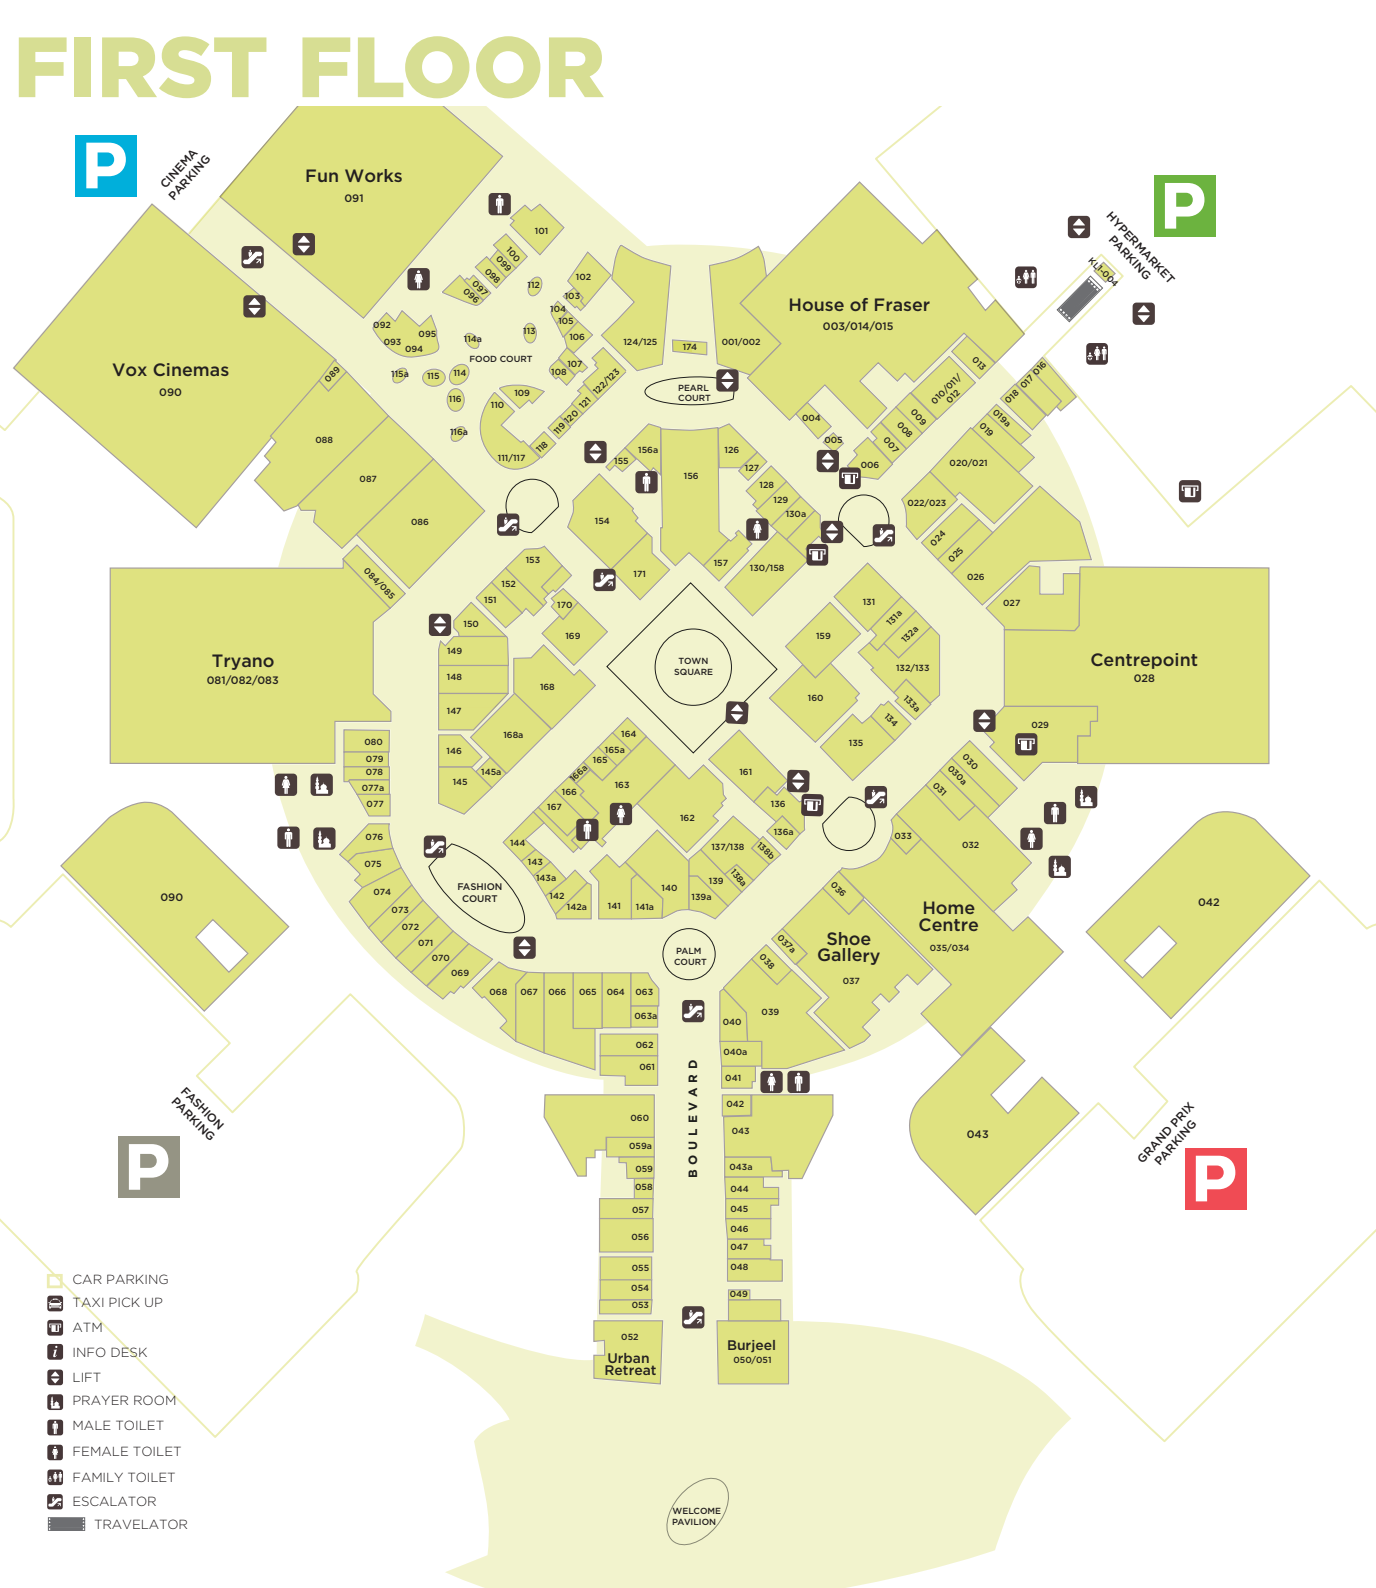 FIRST FLOOR
P
CINEMA
PARKING
Fun Works
091
P
HYPERMARKET
PARKING
KL1-004
101
100
099
098
097
096
102
112
103
104
105
106
113
092
093
094
095
114a
FOOD COURT
107
108
115a
115
114
116
116a
109
110
111/117
118
119
120
121
122/123
124/125
174
001/002
PEARL
COURT
House of Fraser
003/014/015
013
010/011/
012
009
008
007
006
005
004
016
017
018
019a
019
020/021
022/023
024
025
026
027
Vox Cinemas
090
089
088
087
086
084/085
155
156a
156
126
127
128
129
130a
130/158
157
154
171
153
152
151
150
170
169
149
148
147
168
168a
146
145
145a
TOWN
SQUARE
131
131a
132a
132/133
133a
134
135
159
160
Tryano
081/082/083
Centrepoint
028
029
030
030a
031
032
033
080
079
078
077a
077
076
075
074
073
072
071
070
069
164
165a
165
166a
166
167
163
162
161
136
136a
137/138
138b
138a
139
139a
140
141a
141
144
143
143a
142
142a
FASHION
COURT
PALM
COURT
036
Home
Centre
035/034
Shoe
Gallery
037
037a
038
039
040
040a
041
042
043
043a
044
045
046
047
048
049
Burjeel
050/051
068
067
066
065
064
063
063a
062
061
060
059a
059
058
057
056
055
054
053
052
Urban
Retreat
BOULEVARD
090
042
043
FASHION
PARKING
P
GRAND PRIX
PARKING
P
CAR PARKING
TAXI PICK UP
ATM
INFO DESK
LIFT
PRAYER ROOM
MALE TOILET
FEMALE TOILET
FAMILY TOILET
ESCALATOR
TRAVELATOR
WELCOME
PAVILION